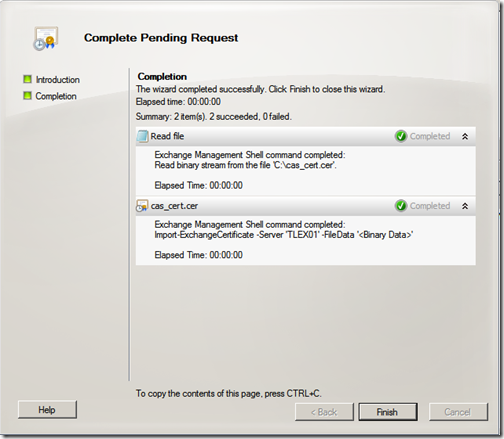 Complete Pending Request
Introduction
Completion
Completion
The wizard completed successfully. Click Finish to close this wizard.
Elapsed time: 00:00:00
Summary: 2 item(s). 2 succeeded, 0 failed.
Read file
Completed
Exchange Management Shell command completed:
Read binary stream from the file 'C:\cas_cert.cer'.
Elapsed Time: 00:00:00
cas_cert.cer
Completed
Exchange Management Shell command completed:
Import-ExchangeCertificate -Server 'TLEX01' -FileData '<Binary Data>'
Elapsed Time: 00:00:00
To copy the contents of this page, press CTRL+C.
Help
< Back
Finish
Cancel